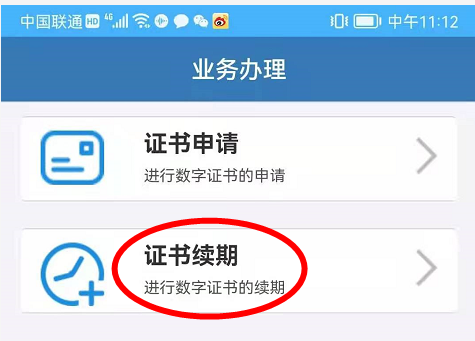 中国联通 HD 4G 中午11:12
业务办理
证书申请
进行数字证书的申请
证书续期
进行数字证书的续期